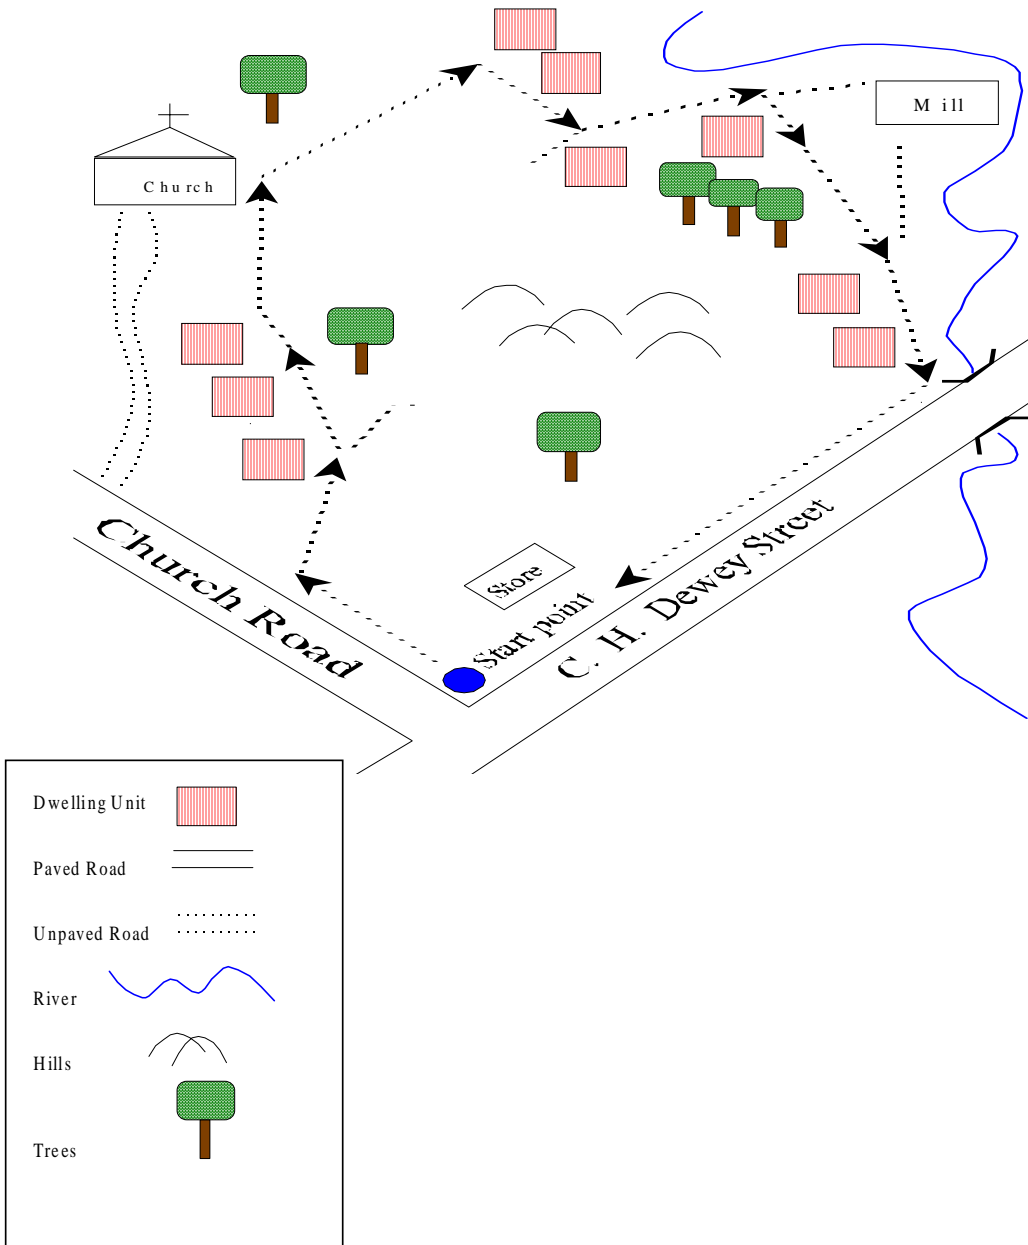 Mill
Church
Church Road
Store
Start point
C. H. Dewey Street
Dwelling Unit
Paved Road
Unpaved Road
River
Hills
Trees